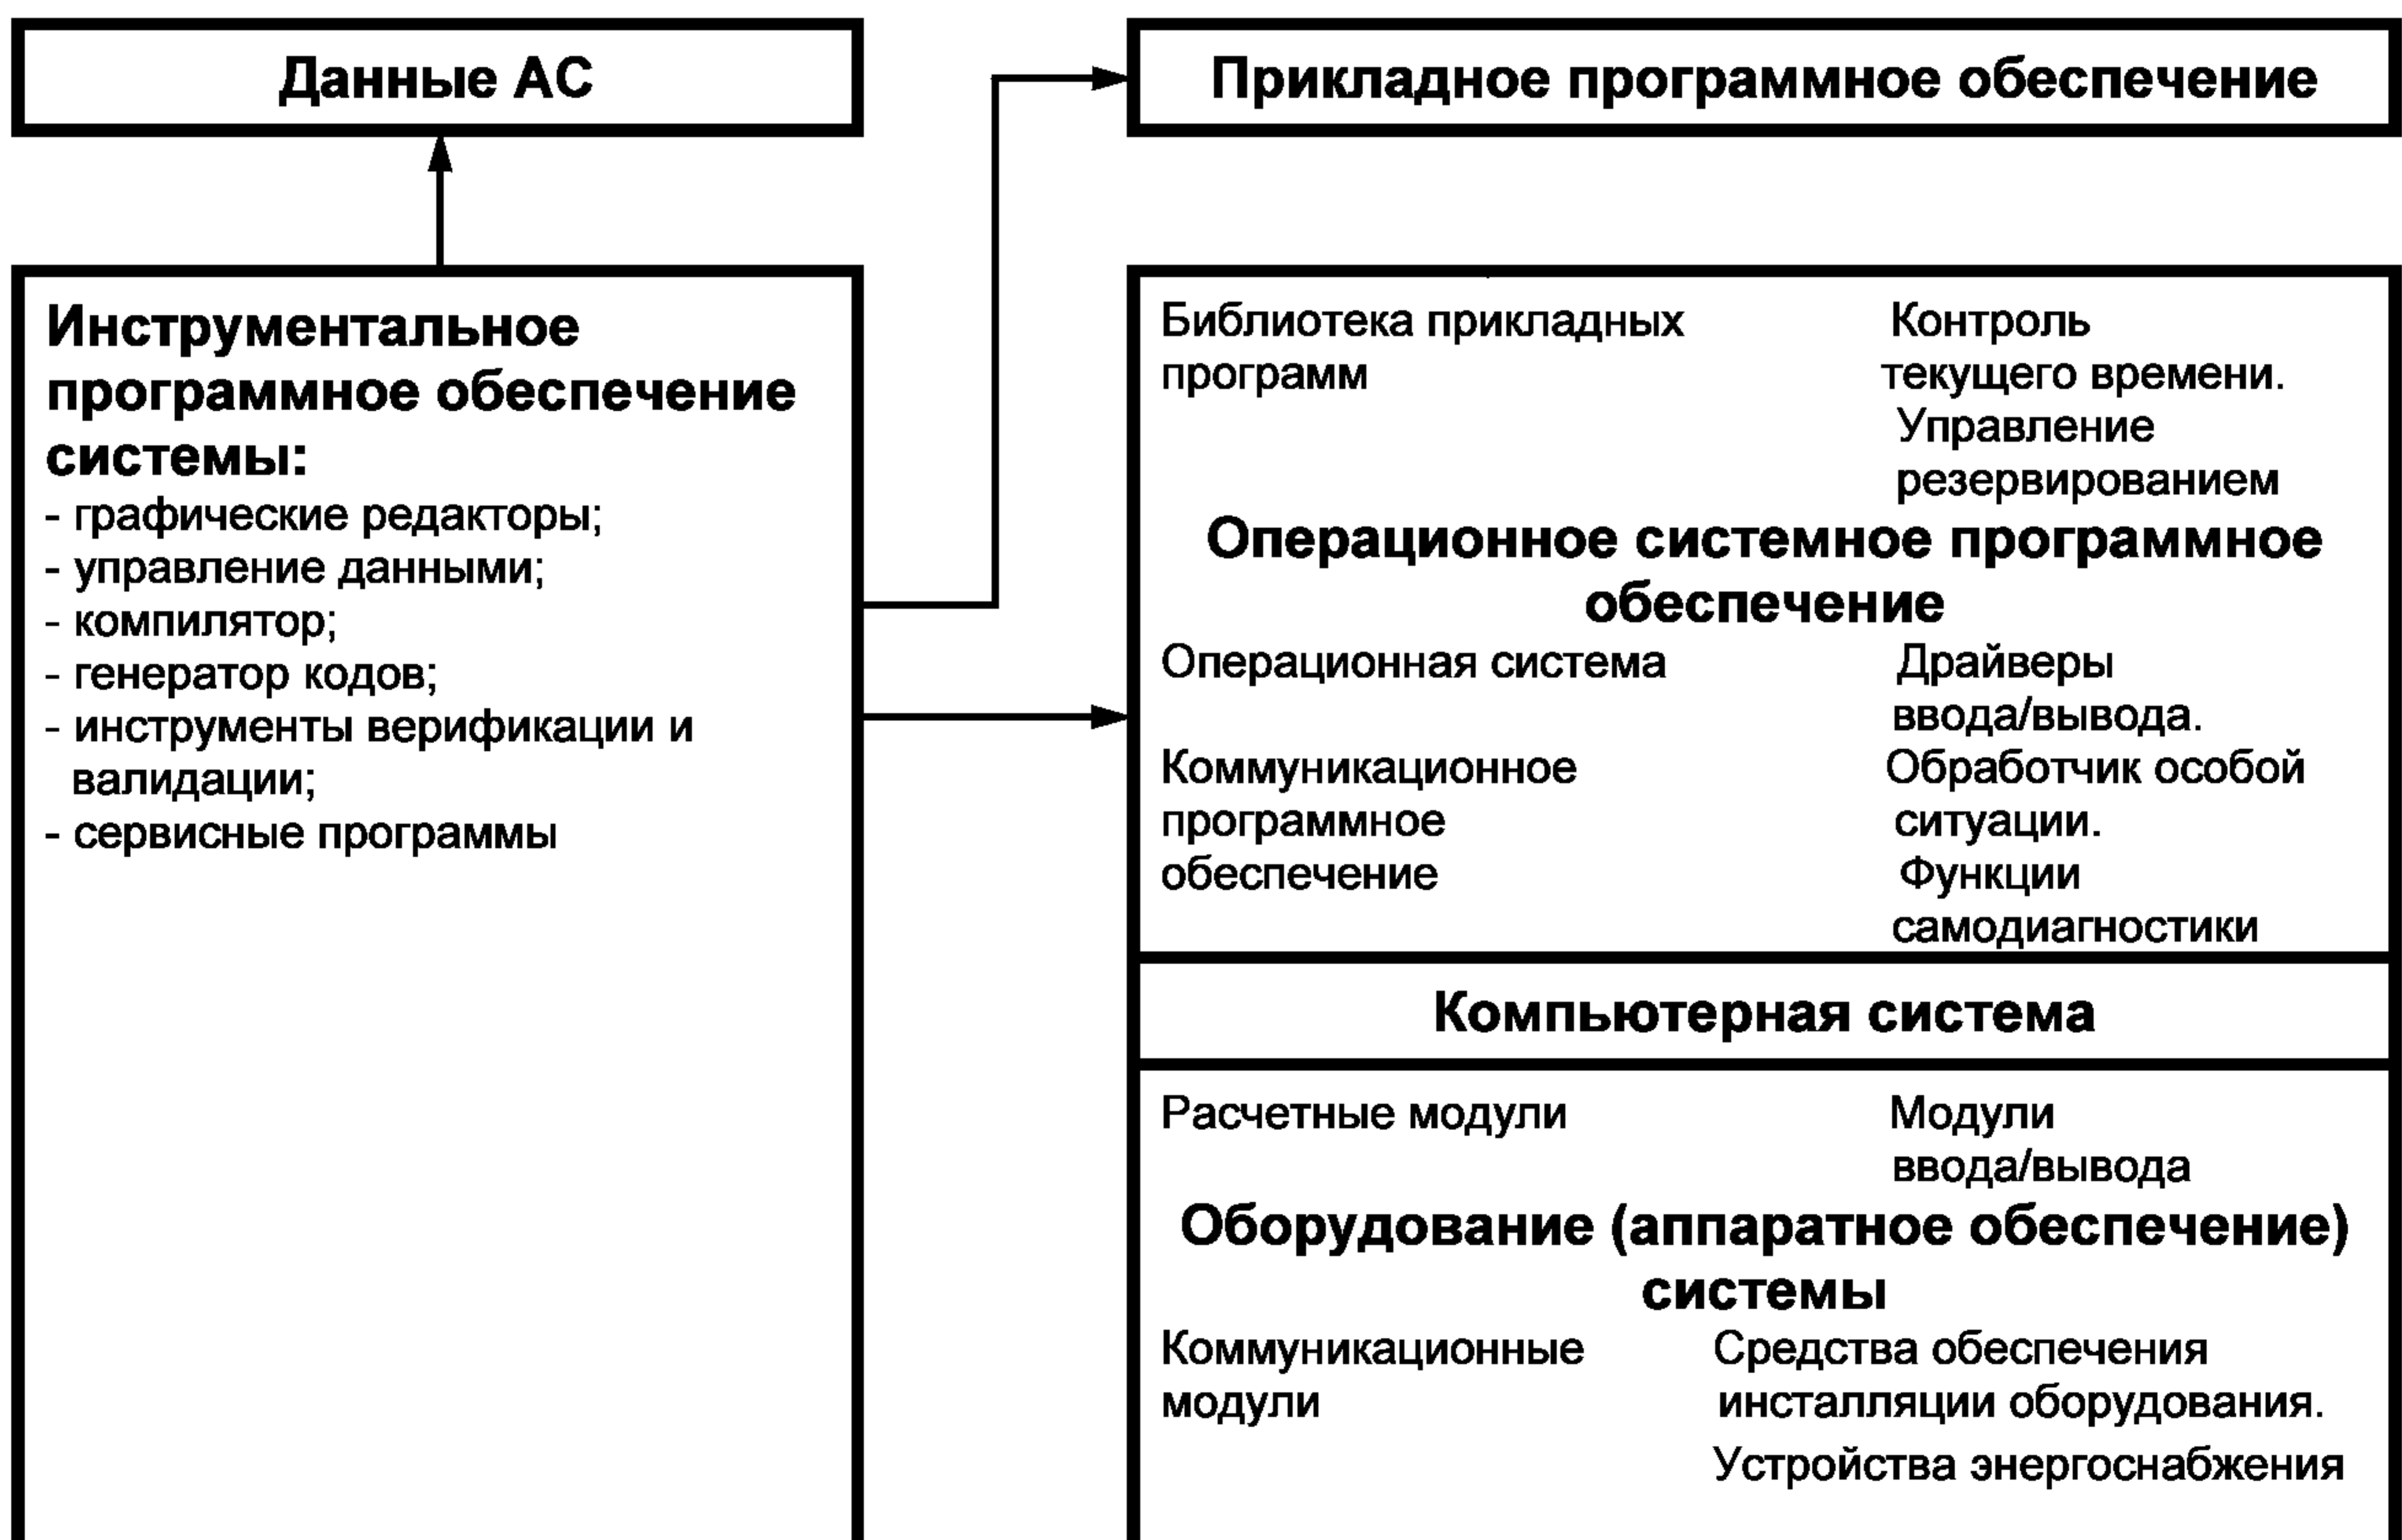 Данные АС
Прикладное программное обеспечение
Инструментальное
программное обеспечение
системы:
- графические редакторы;
- управление данными;
- компилятор;
- генератор кодов;
- инструменты верификации и
валидации;
- сервисные программы
Библиотека прикладных
программ
Контроль
текущего времени.
Управление
резервированием
Операционное системное программное
обеспечение
Операционная система
Коммуникационное
программное
обеспечение
Драйверы
ввода/вывода.
Обработчик особой
ситуации.
Функции
самодиагностики
Компьютерная система
Расчетные модули
Модули
ввода/вывода
Оборудование (аппаратное обеспечение)
системы
Коммуникационные
модули
Средства обеспечения
инсталляции оборудования.
Устройства энергоснабжения